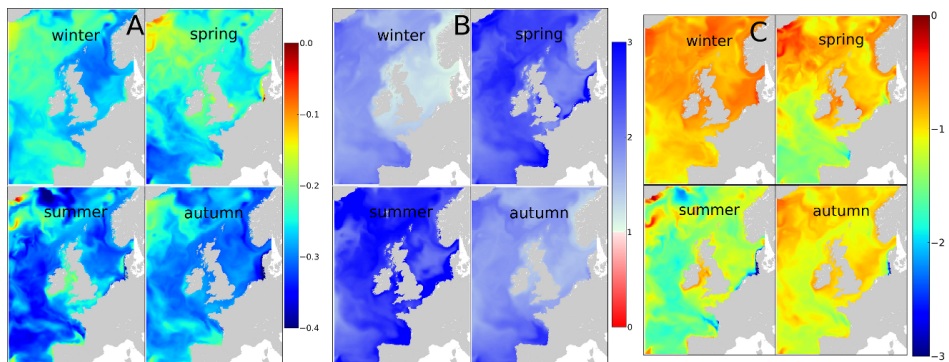 A
winter
spring
summer
autumn
0.0
−0.1
−0.2
−0.3
−0.4
B
winter
spring
summer
autumn
3
2
1
0
C
winter
spring
summer
autumn
0
−1
−2
−3